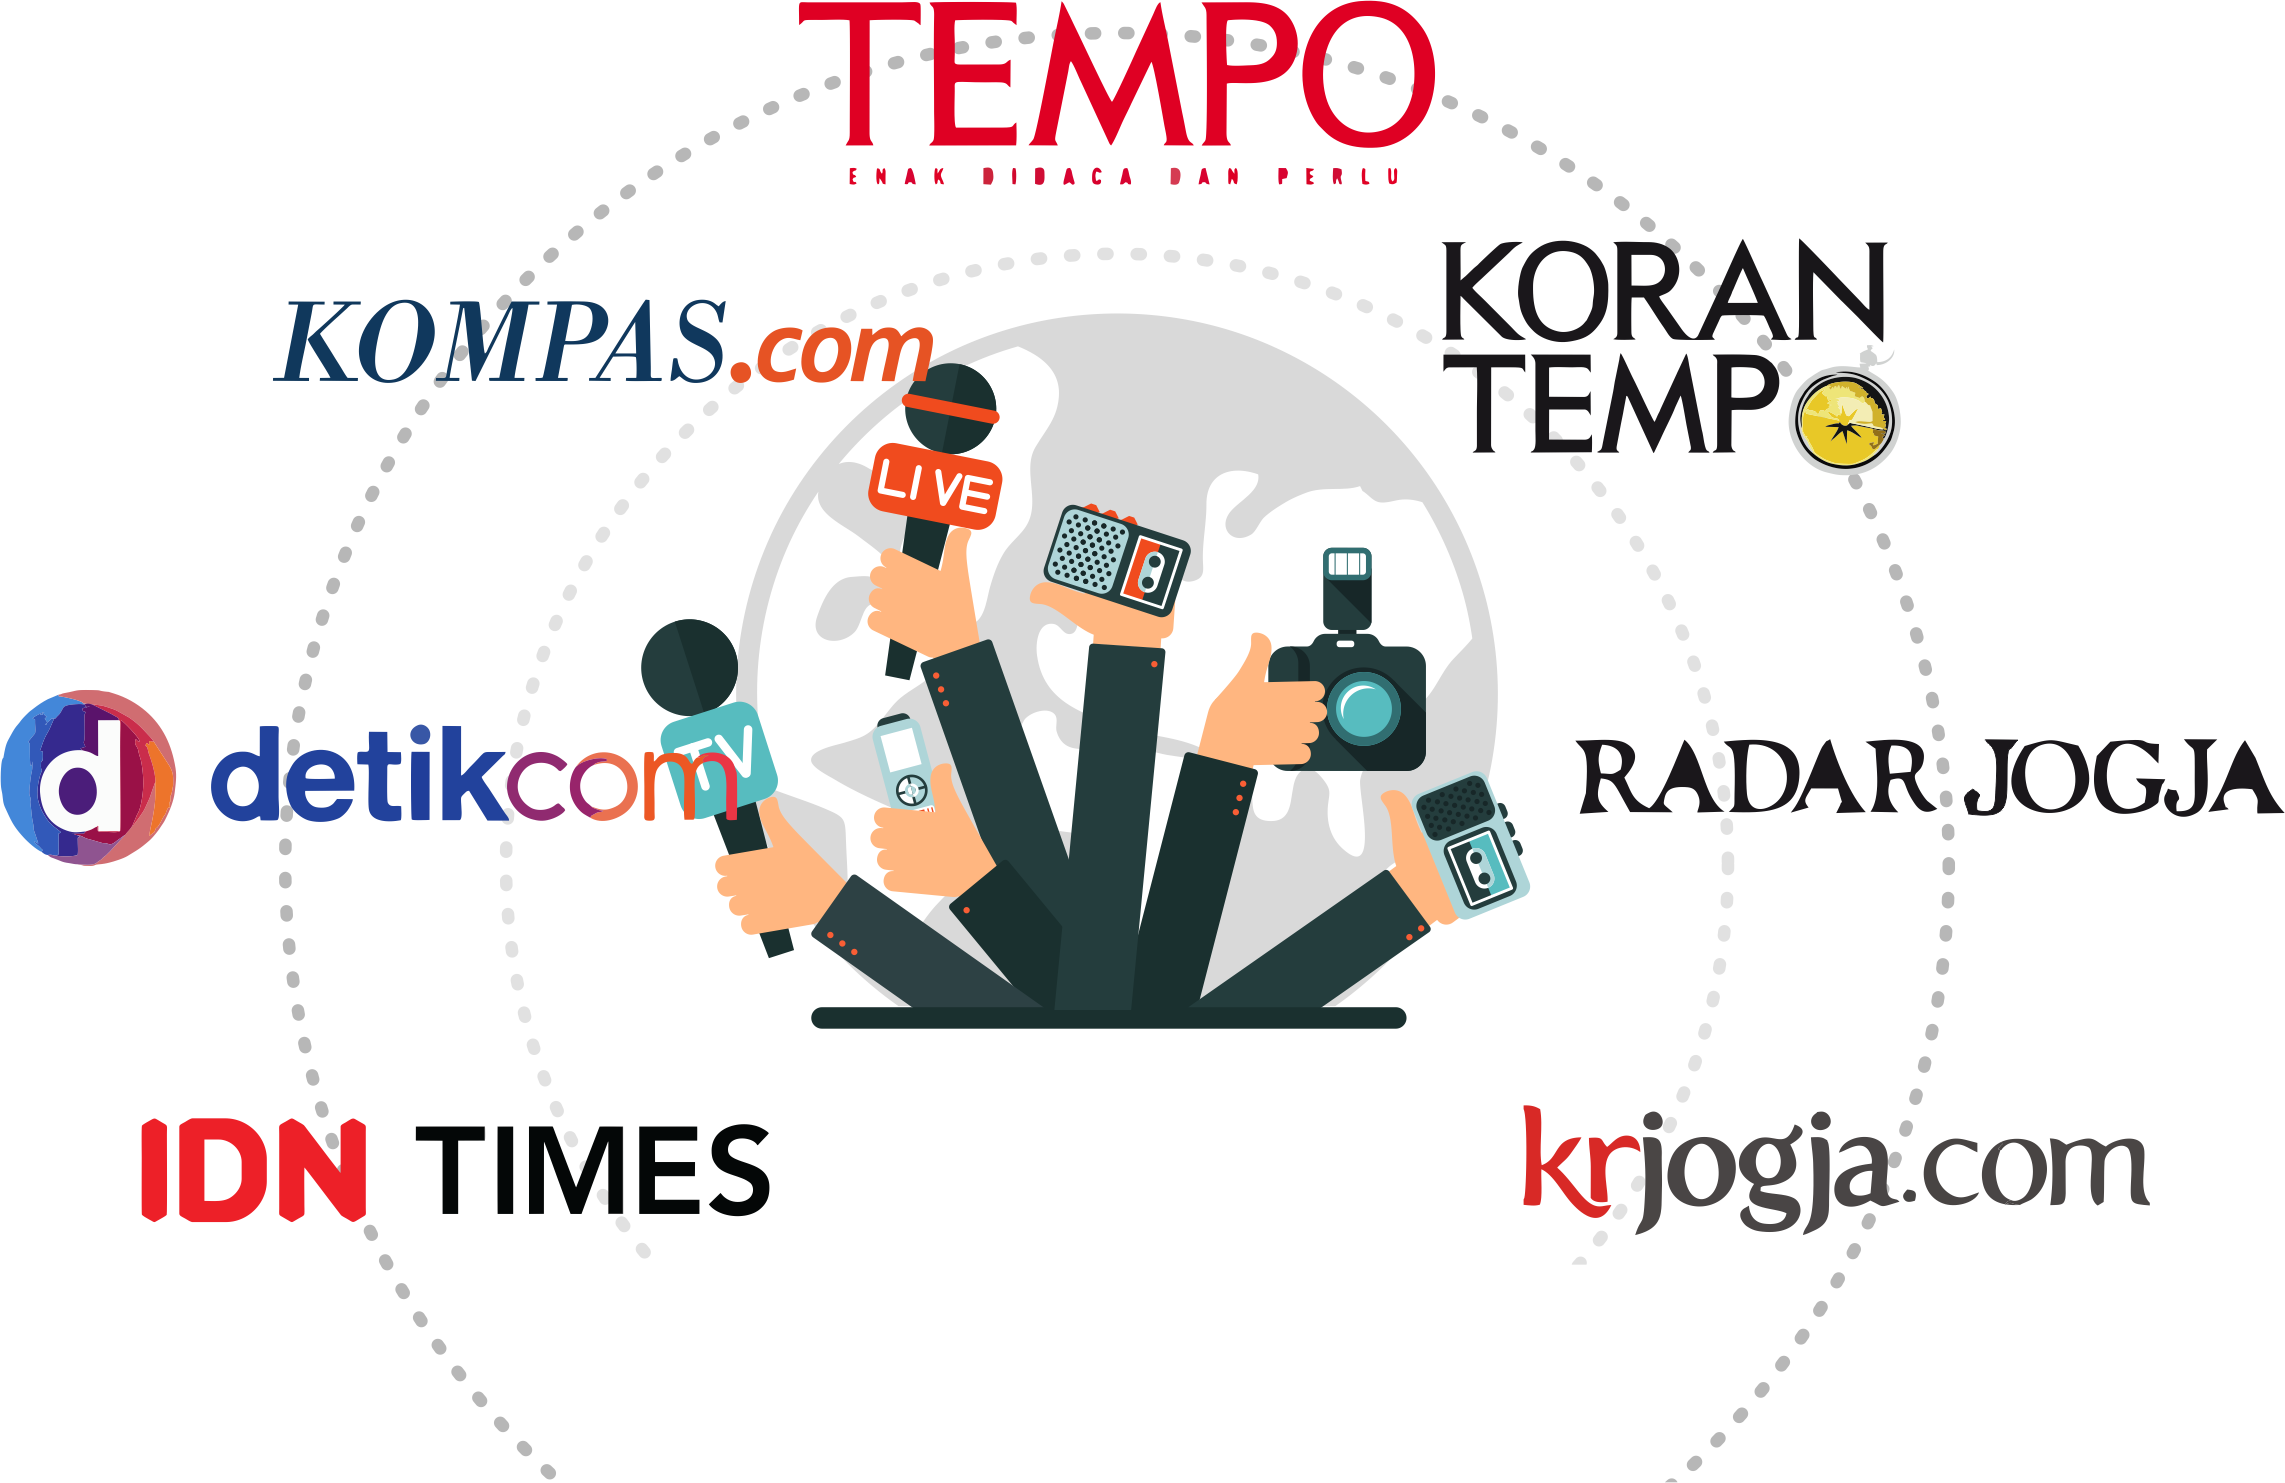 TEMPO
ENAK DIBACA DAN PERLU
KORAN
TEMPO
KOMPAS.com
LIVE
TV
d detikcom
RADAR JOGJA
IDN TIMES
krjogja.com